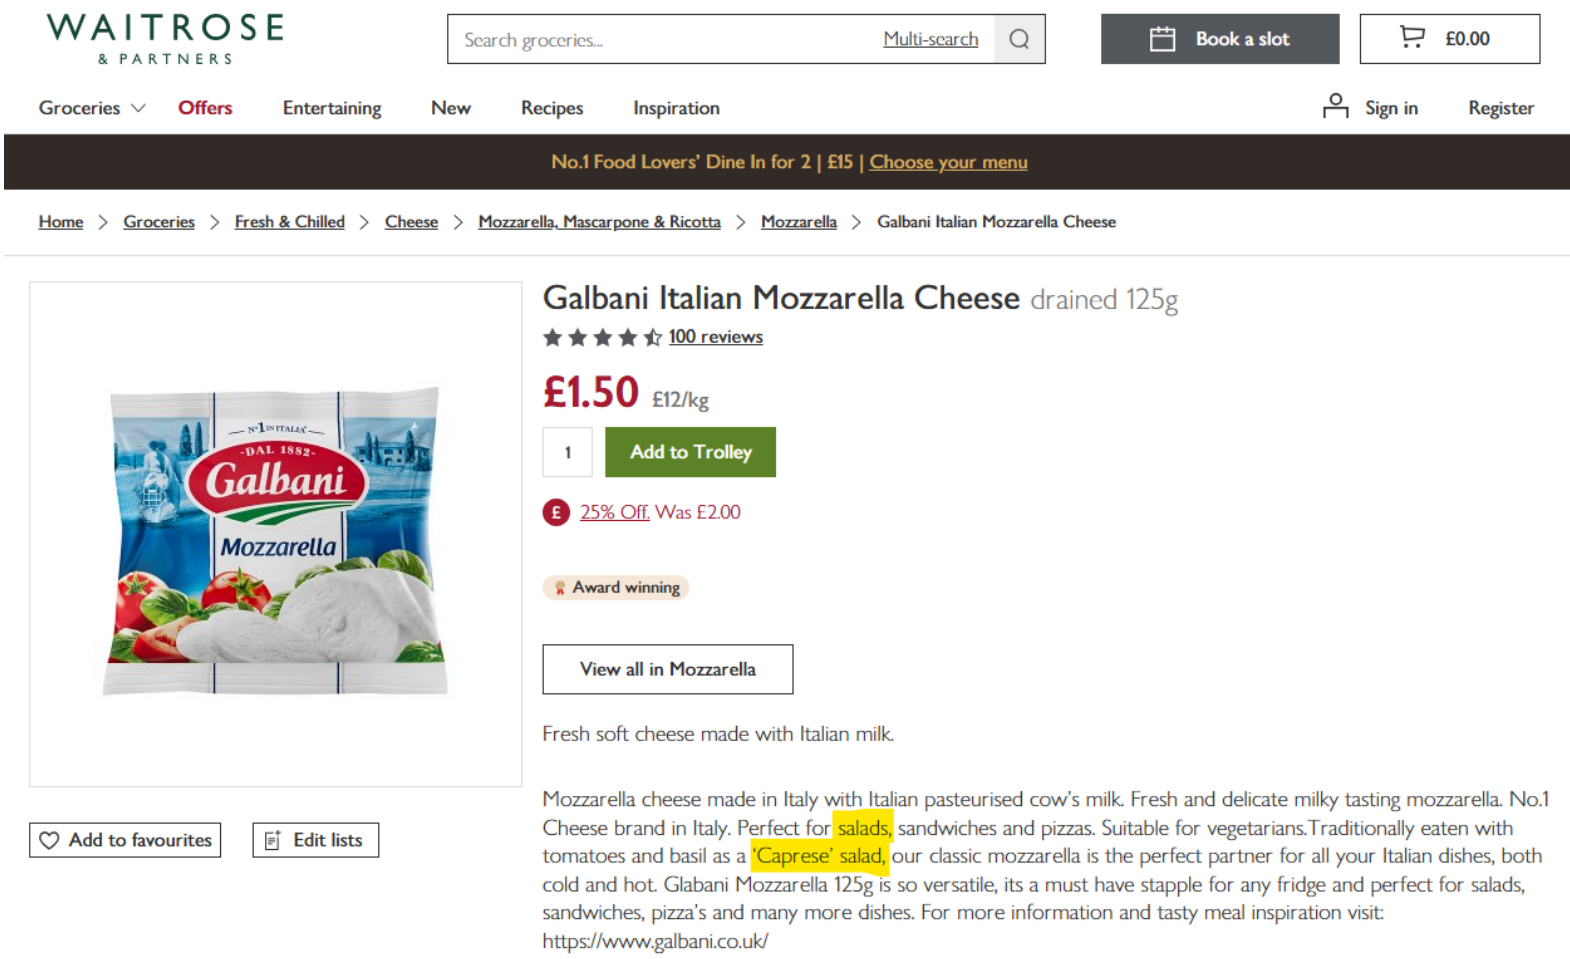 WAITROSE
& PARTNERS
Search groceries...
Multi-search
Book a slot
£0.00
Groceries
Offers
Entertaining
New
Recipes
Inspiration
Sign in
Register
No.1 Food Lovers' Dine In for 2 | £15 | Choose your menu
Home > Groceries > Fresh & Chilled > Cheese > Mozzarella, Mascarpone & Ricotta > Mozzarella > Galbani Italian Mozzarella Cheese
N°1 IN ITALIA
-DAL 1882-
Galbani
Mozzarella
Add to favourites
Edit lists
Galbani Italian Mozzarella Cheese drained 125g
100 reviews
£1.50 £12/kg
1
Add to Trolley
£ 25% Off. Was £2.00
Award winning
View all in Mozzarella
Fresh soft cheese made with Italian milk.
Mozzarella cheese made in Italy with Italian pasteurised cow's milk. Fresh and delicate milky tasting mozzarella. No.1
Cheese brand in Italy. Perfect for salads, sandwiches and pizzas. Suitable for vegetarians.Traditionally eaten with
tomatoes and basil as a 'Caprese' salad, our classic mozzarella is the perfect partner for all your Italian dishes, both
cold and hot. Glabani Mozzarella 125g is so versatile, its a must have stapple for any fridge and perfect for salads,
sandwiches, pizza's and many more dishes. For more information and tasty meal inspiration visit:
https://www.galbani.co.uk/